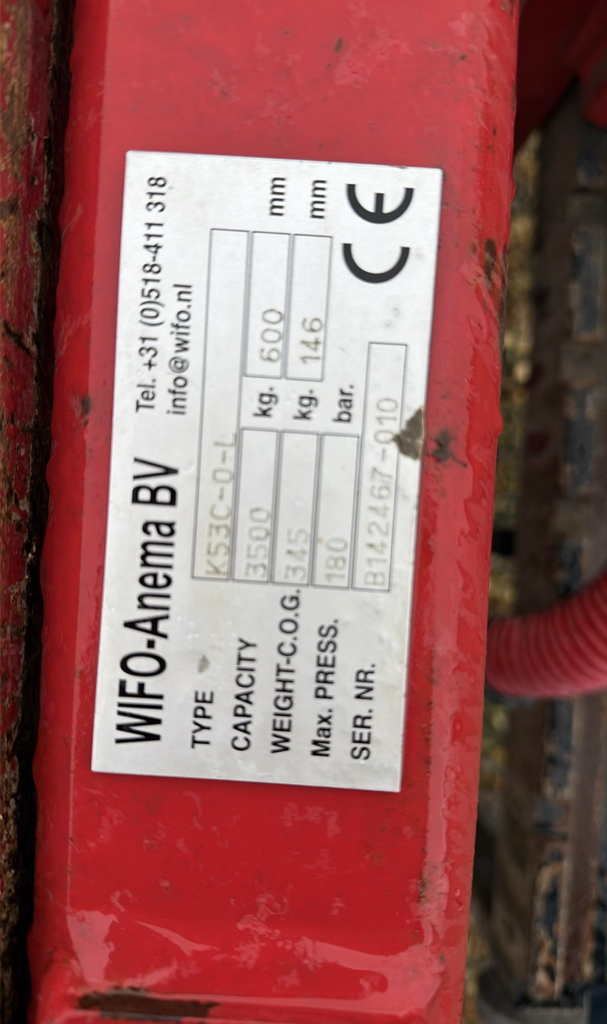 WIFO-Anema BV Tel. +31 (0)518-411 318
info@wifo.nl
TYPE K53C-0-L
CAPACITY 3500 kg. 600 mm
WEIGHT-C.O.G. 345 kg. 146 mm
Max. PRESS. 180 bar.
SER. NR. B142467-010
CE